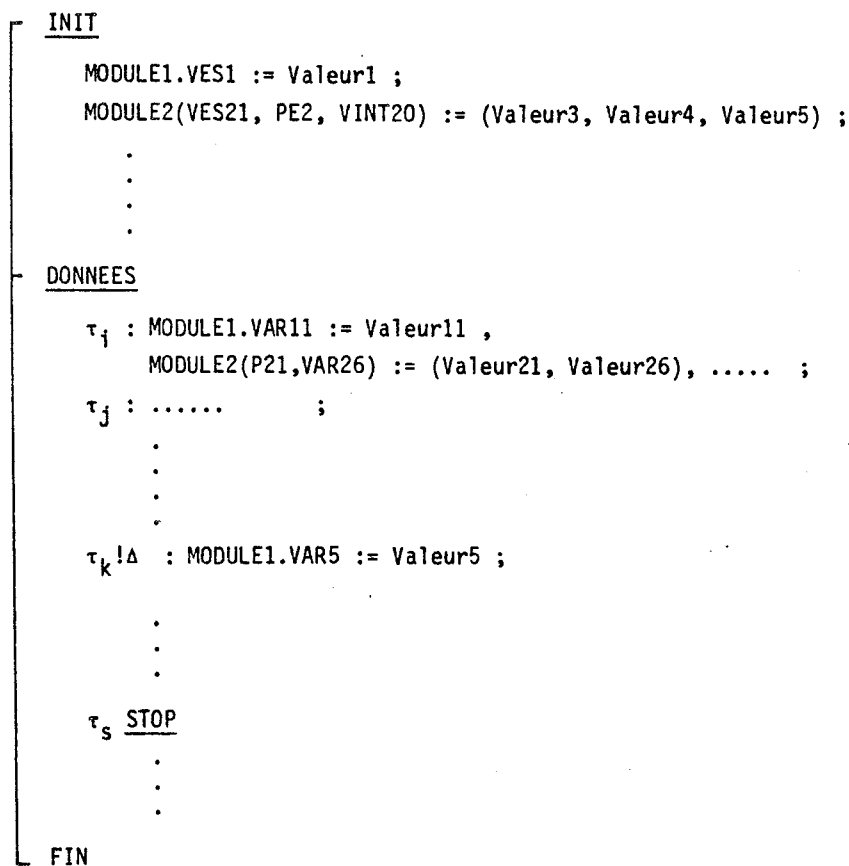 INIT
MODULE1.VES1 := Valeur1 ;
MODULE2(VES21, PE2, VINT20) := (Valeur3, Valeur4, Valeur5) ;
.
.
.
.
DONNEES
τi : MODULE1.VAR11 := Valeur11 ,
MODULE2(P21,VAR26) := (Valeur21, Valeur26), ..... ;
τj : ...... ;
.
.
.
.
τk!Δ : MODULE1.VAR5 := Valeur5 ;
.
.
.
τs STOP
.
.
.
FIN